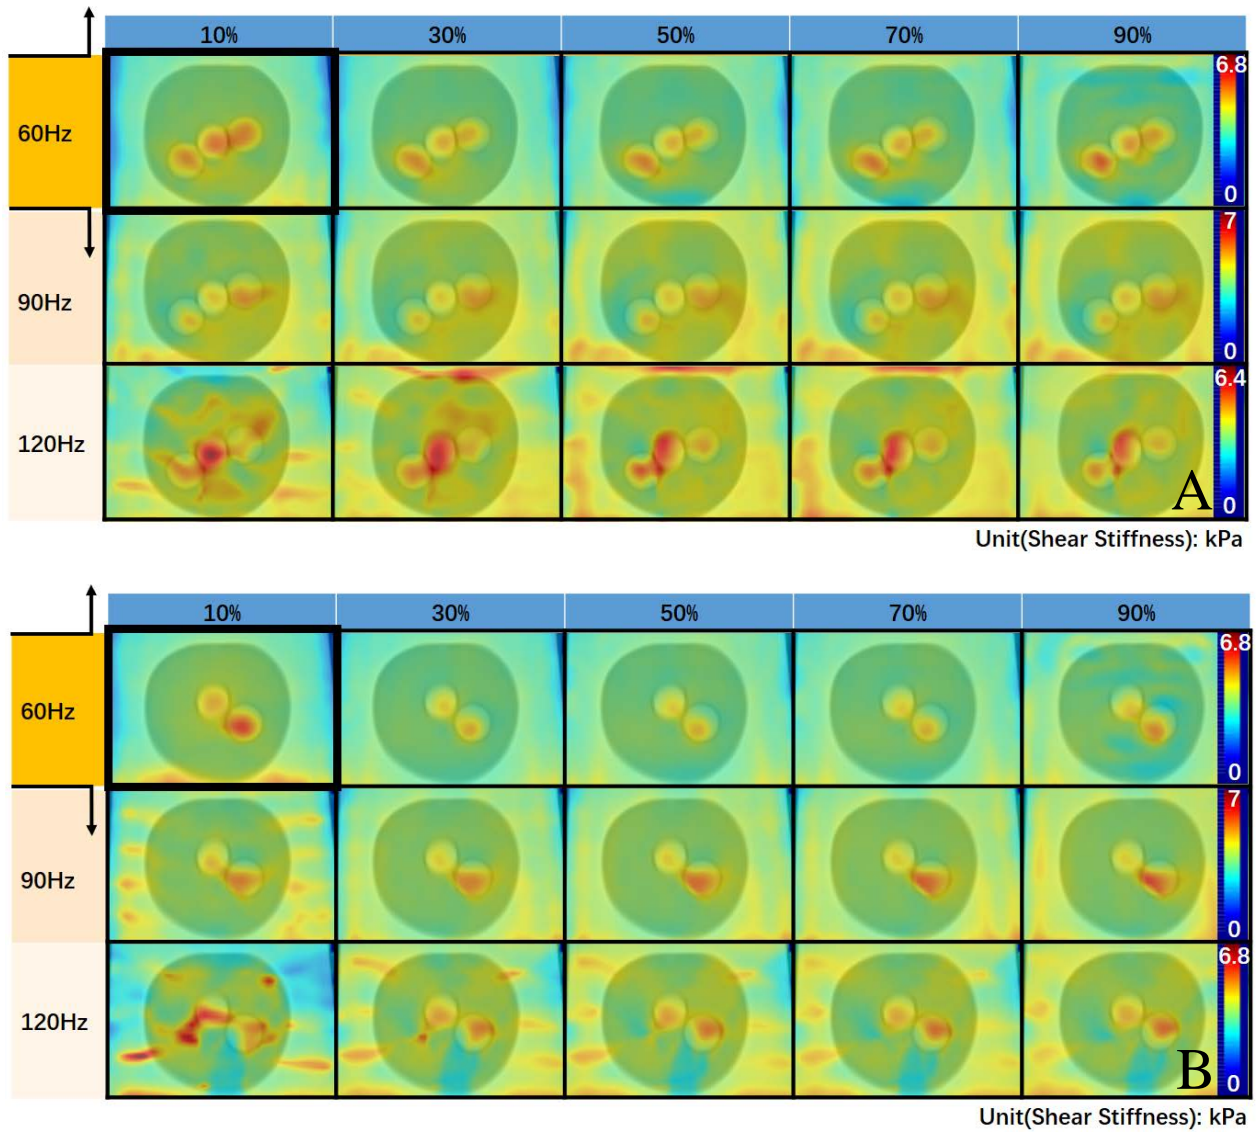 10% 30% 50% 70% 90%
60Hz 6.8 0
90Hz 7 0
120Hz 6.4 0
A
Unit(Shear Stiffness): kPa
10% 30% 50% 70% 90%
60Hz 6.8 0
90Hz 7 0
120Hz 6.8 0
B
Unit(Shear Stiffness): kPa